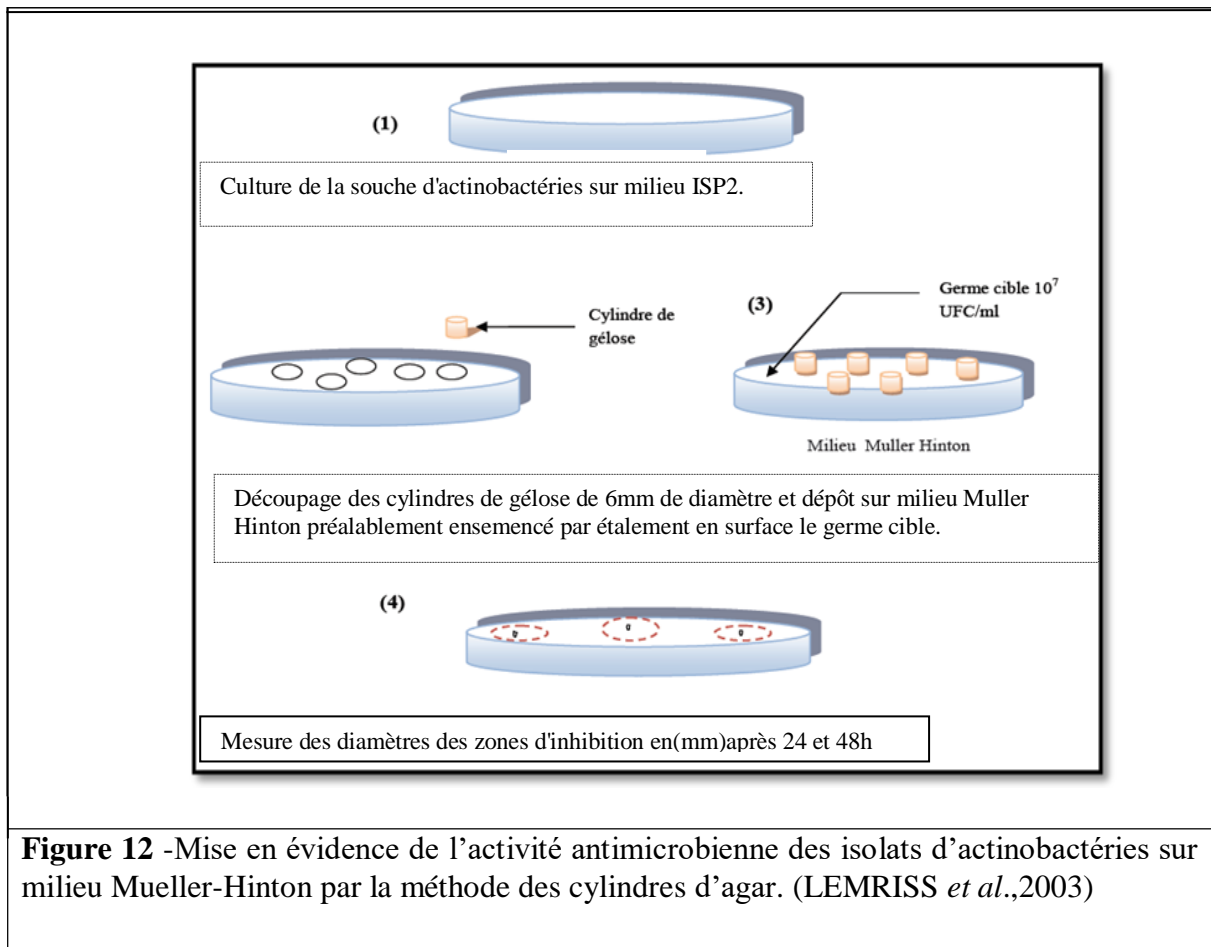 (1)
Culture de la souche d'actinobactéries sur milieu ISP2.
Cylindre de
gélose
(3)
Germe cible 10⁷
UFC/ml
Milieu Muller Hinton
Découpage des cylindres de gélose de 6mm de diamètre et dépôt sur milieu Muller
Hinton préalablement ensemencé par étalement en surface le germe cible.
(4)
Mesure des diamètres des zones d'inhibition en(mm)après 24 et 48h
Figure 12 -Mise en évidence de l’activité antimicrobienne des isolats d’actinobactéries sur
milieu Mueller-Hinton par la méthode des cylindres d’agar. (LEMRISS et al.,2003)